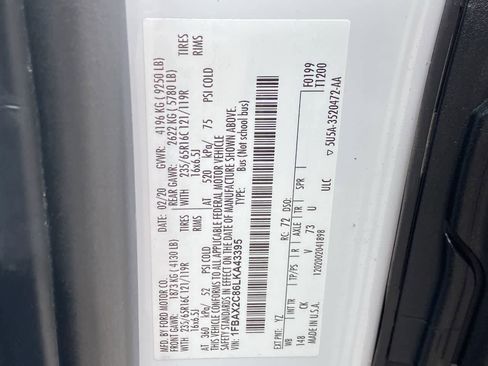 MFD. BY FORD MOTOR CO.
DATE: 02/20 GVWR: 4196 KG ( 9250 LB)
FRONT GAWR: 1873 KG ( 4130 LB) REAR GAWR: 2622 KG ( 5780 LB)
WITH 235/65R16C 121/119R TIRES WITH 235/65R16C 121/119R TIRES
16x6.5J RIMS 16x6.5J RIMS
AT 360 kPa/ 52 PSI COLD AT 520 kPa/ 75 PSI COLD
THIS VEHICLE CONFORMS TO ALL APPLICABLE FEDERAL MOTOR VEHICLE
SAFETY STANDARDS IN EFFECT ON THE DATE OF MANUFACTURE SHOWN ABOVE.
VIN: 1FBAX2C86LKA43395 TYPE: Bus (Not school bus)
F0199
T1200
EXT PNT: YZ RC: 72 DSO:
WB INT TR TP/PS R AXLE TR SPR
148 CK V 73 U ULC
MADE IN U.S.A. 12020200204189B
5U5A-3520472-AA